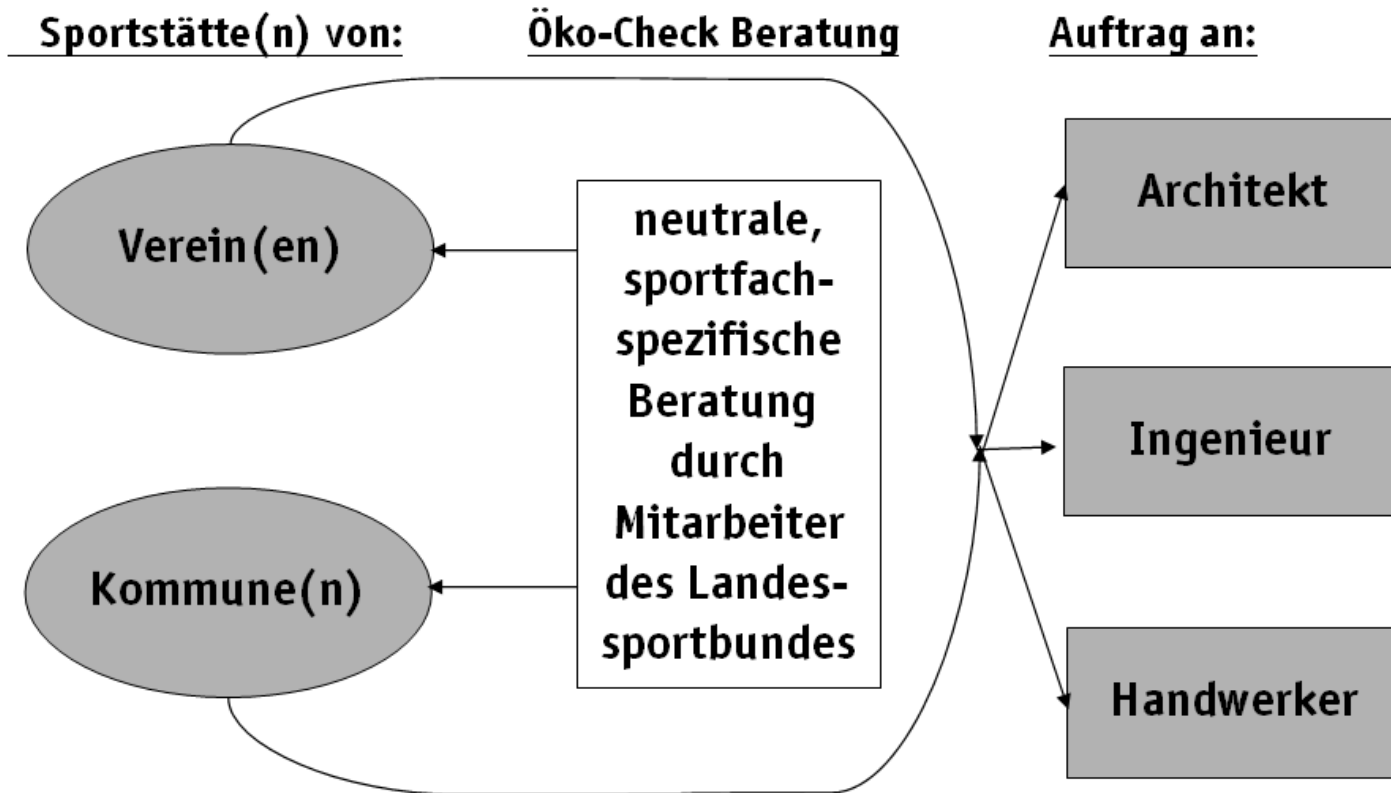 Sportstätte(n) von:
Öko-Check Beratung
Auftrag an:
Verein(en)
Kommune(n)
neutrale,
sportfach-
spezifische
Beratung
durch
Mitarbeiter
des Landes-
sportbundes
Architekt
Ingenieur
Handwerker